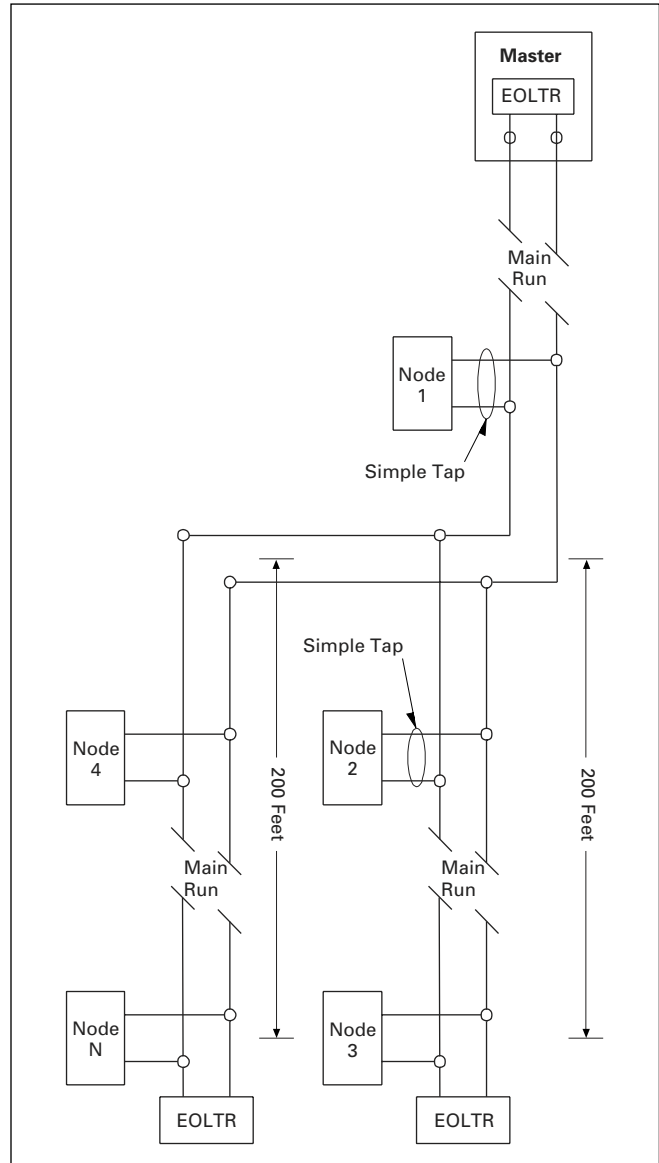 Master
EOLTR
Main
Run
Node
1
Simple Tap
Simple Tap
Node
4
200 Feet
Node
2
200 Feet
Main
Run
Main
Run
Node
N
Node
3
EOLTR
EOLTR